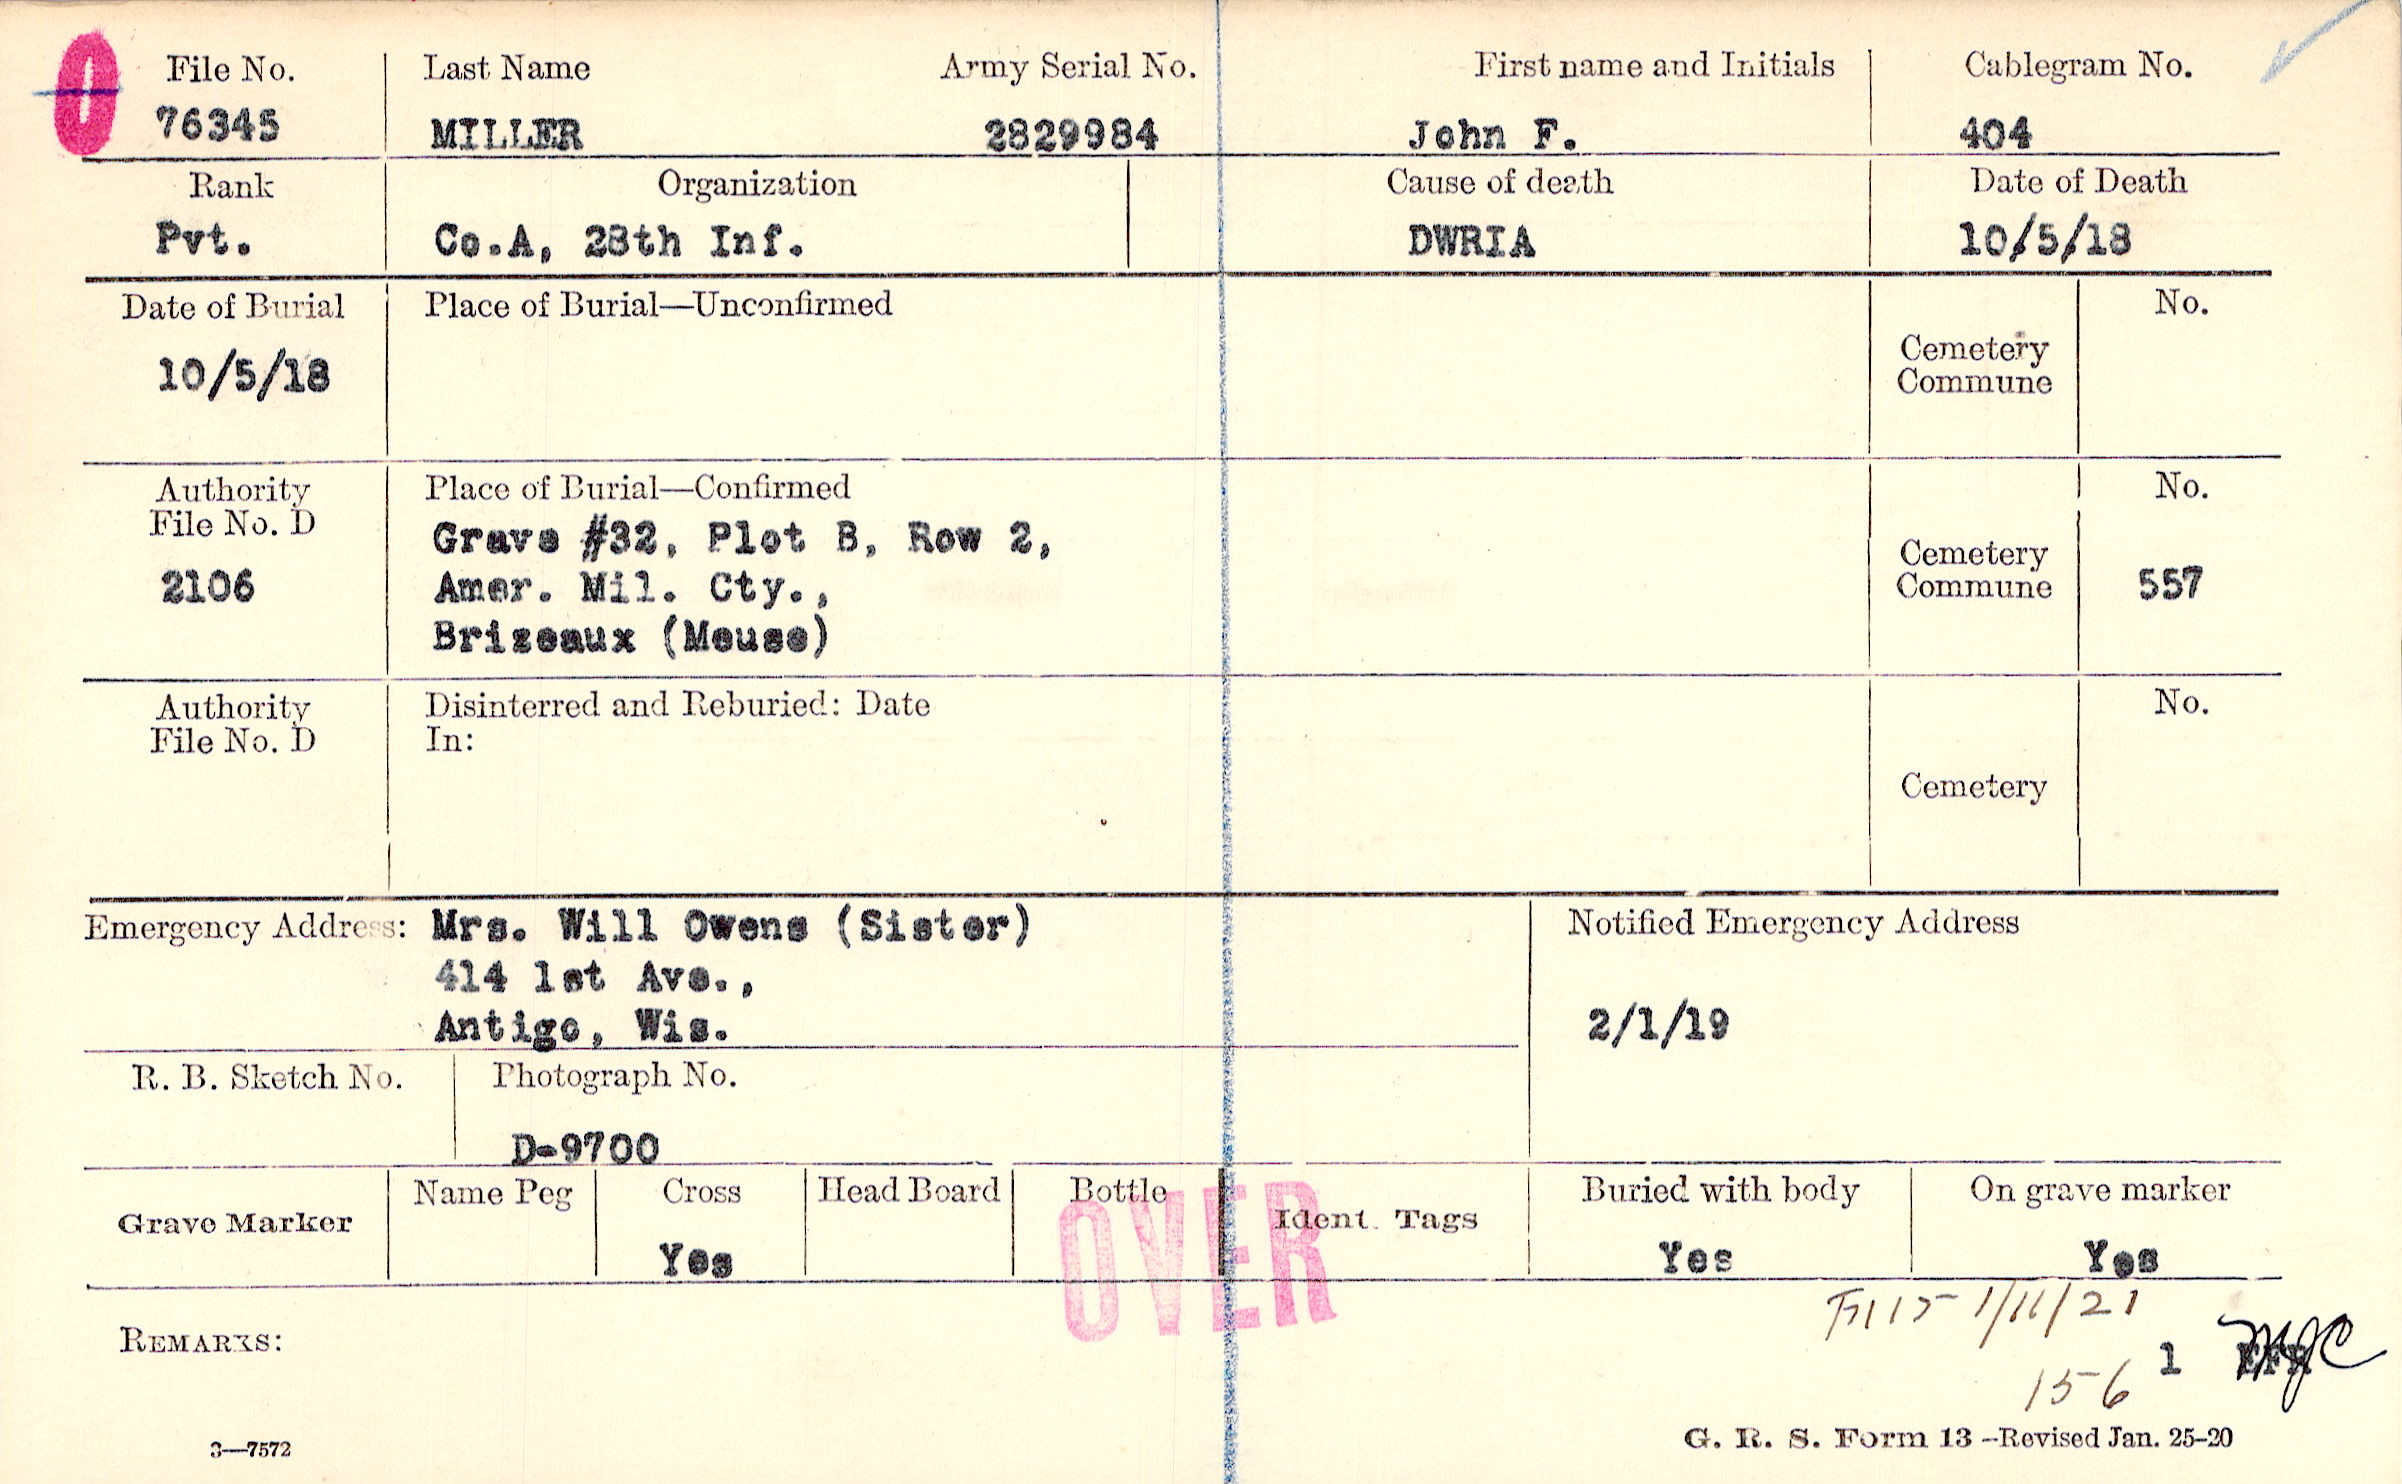 0
File No. Last Name Army Serial No. First name and Initials Cablegram No.
76345 MILLER 2829984 John F. 404
Rank Organization Cause of death Date of Death
Pvt. Co.A, 28th Inf. DWRIA 10/5/18
Date of Burial Place of Burial—Unconfirmed No.
10/5/18
Cemetery
Commune
Authority Place of Burial—Confirmed No.
File No. D
Grave #32, Plot B, Row 2,
2106 Amer. Mil. Cty.,
Brizeaux (Meuse)
Cemetery
Commune 557
Authority Disinterred and Reburied: Date No.
File No. D In:
Cemetery
Emergency Address: Mrs. Will Owens (Sister)
414 1st Ave.,
Antigo, Wis.
Notified Emergency Address
2/1/19
R. B. Sketch No. Photograph No.
D-9700
Grave Marker Name Peg Cross Head Board Bottle Ident. Tags Buried with body On grave marker
Yes Yes Yes
OVER
REMARKS:
1/11/21
1
156
3—7572 G. R. S. Form 13—Revised Jan. 25-20